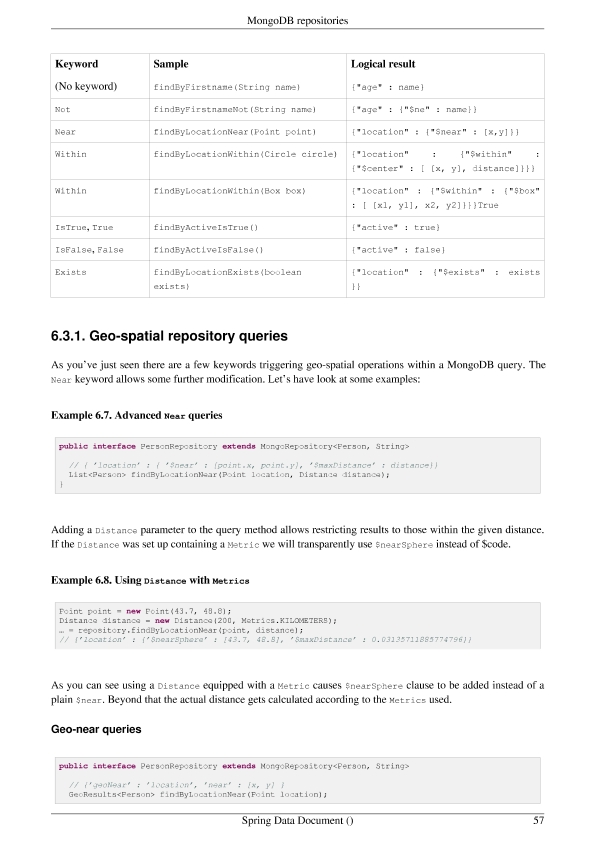 MongoDB repositories
Keyword Sample Logical result
(No keyword) findByFirstname(String name) {"age" : name}
Not findByFirstnameNot(String name) {"age" : {"$ne" : name}}
Near findByLocationNear(Point point) {"location" : {"$near" : [x,y]}}
Within findByLocationWithin(Circle circle) {"location" : {"$within" :
{"$center" : [ [x, y], distance]}}}
Within findByLocationWithin(Box box) {"location" : {"$within" : {"$box"
: [ [x1, y1], x2, y2]}}}True
IsTrue, True findByActiveIsTrue() {"active" : true}
IsFalse, False findByActiveIsFalse() {"active" : false}
Exists findByLocationExists(boolean {"location" : {"$exists" : exists
exists) }}
6.3.1. Geo-spatial repository queries
As you've just seen there are a few keywords triggering geo-spatial operations within a MongoDB query. The
Near keyword allows some further modification. Let's have look at some examples:
Example 6.7. Advanced Near queries
public interface PersonRepository extends MongoRepository<Person, String>
// { 'location' : { '$near' : [point.x, point.y], '$maxDistance' : distance}}
List<Person> findByLocationNear(Point location, Distance distance);
}
Adding a Distance parameter to the query method allows restricting results to those within the given distance.
If the Distance was set up containing a Metric we will transparently use $nearSphere instead of $code.
Example 6.8. Using Distance with Metrics
Point point = new Point(43.7, 48.8);
Distance distance = new Distance(200, Metrics.KILOMETERS);
… = repository.findByLocationNear(point, distance);
// {'location' : {'$nearSphere' : [43.7, 48.8], '$maxDistance' : 0.03135711885774796}}
As you can see using a Distance equipped with a Metric causes $nearSphere clause to be added instead of a
plain $near. Beyond that the actual distance gets calculated according to the Metrics used.
Geo-near queries
public interface PersonRepository extends MongoRepository<Person, String>
// {'geoNear' : 'location', 'near' : [x, y] }
GeoResults<Person> findByLocationNear(Point location);
Spring Data Document () 57